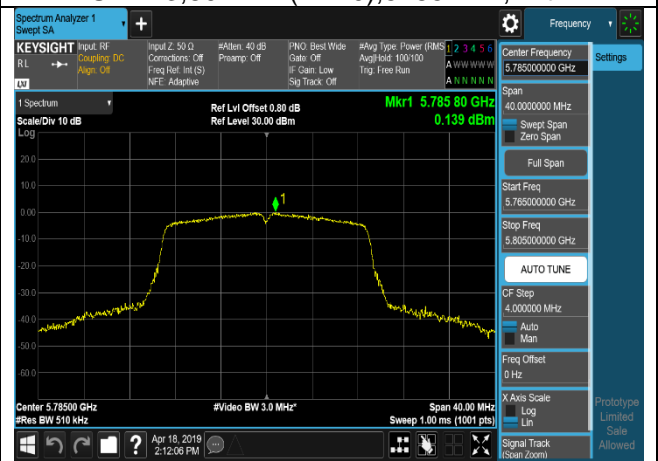 Spectrum Analyzer 1
Swept SA
Frequency
KEYSIGHT
RL
Input: RF
Coupling: DC
Align: Off
Input Z: 50 Ω
Corrections: Off
Freq Ref: Int (S)
NFE: Adaptive
#Atten: 40 dB
Preamp: Off
PNO: Best Wide
Gate: Off
IF Gain: Low
Sig Track: Off
#Avg Type: Power (RMS
Avg|Hold: 100/100
Trig: Free Run
1 2 3 4 5 6
A W W W W W
A N N N N N
1 Spectrum
Scale/Div 10 dB
Log
Ref Lvl Offset 0.80 dB
Ref Level 30.00 dBm
Mkr1 5.785 80 GHz
0.139 dBm
20.0
10.0
0.00
-10.0
-20.0
-30.0
-40.0
-50.0
-60.0
1
Center 5.78500 GHz
#Res BW 510 kHz
#Video BW 3.0 MHz*
Span 40.00 MHz
Sweep 1.00 ms (1001 pts)
Apr 18, 2019
2:12:06 PM
Center Frequency
5.785000000 GHz
Settings
Span
40.0000000 MHz
Swept Span
Zero Span
Full Span
Start Freq
5.765000000 GHz
Stop Freq
5.805000000 GHz
AUTO TUNE
CF Step
4.000000 MHz
Auto
Man
Freq Offset
0 Hz
X Axis Scale
Log
Lin
Signal Track
(Span Zoom)
Prototype
Limited
Sale
Allowed